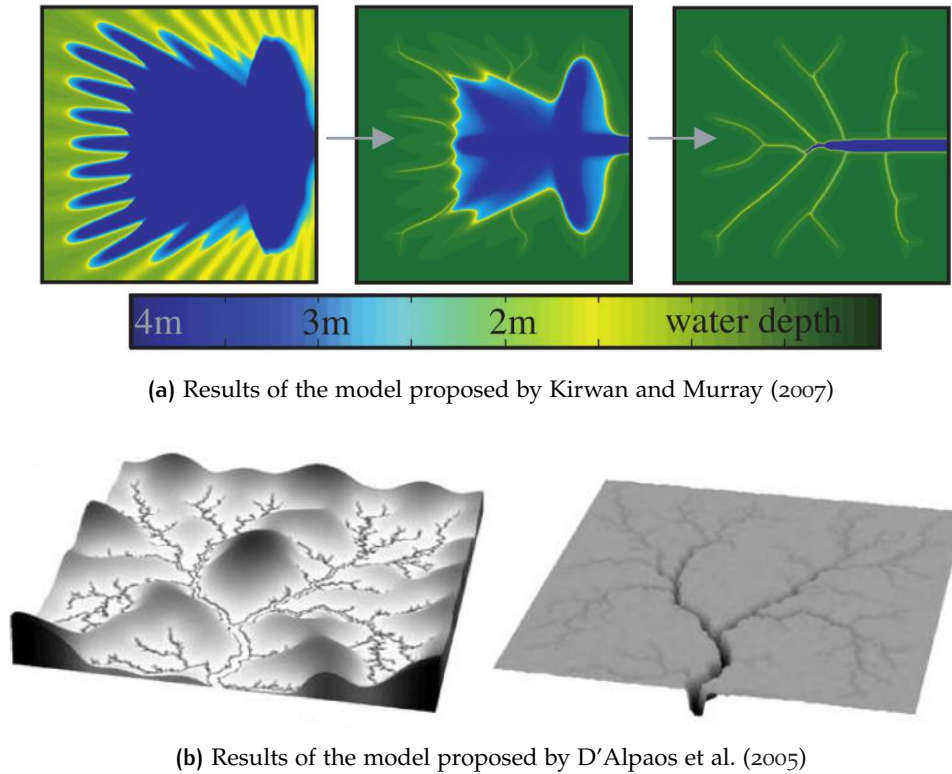 4m 3m 2m water depth
(a) Results of the model proposed by Kirwan and Murray (2007)
(b) Results of the model proposed by D'Alpaos et al. (2005)